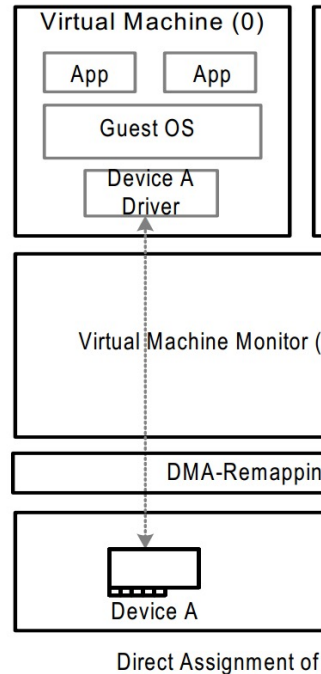 Virtual Machine (0)
App App
Guest OS
Device A
Driver
Virtual Machine Monitor (
DMA-Remappin
Device A
Direct Assignment of